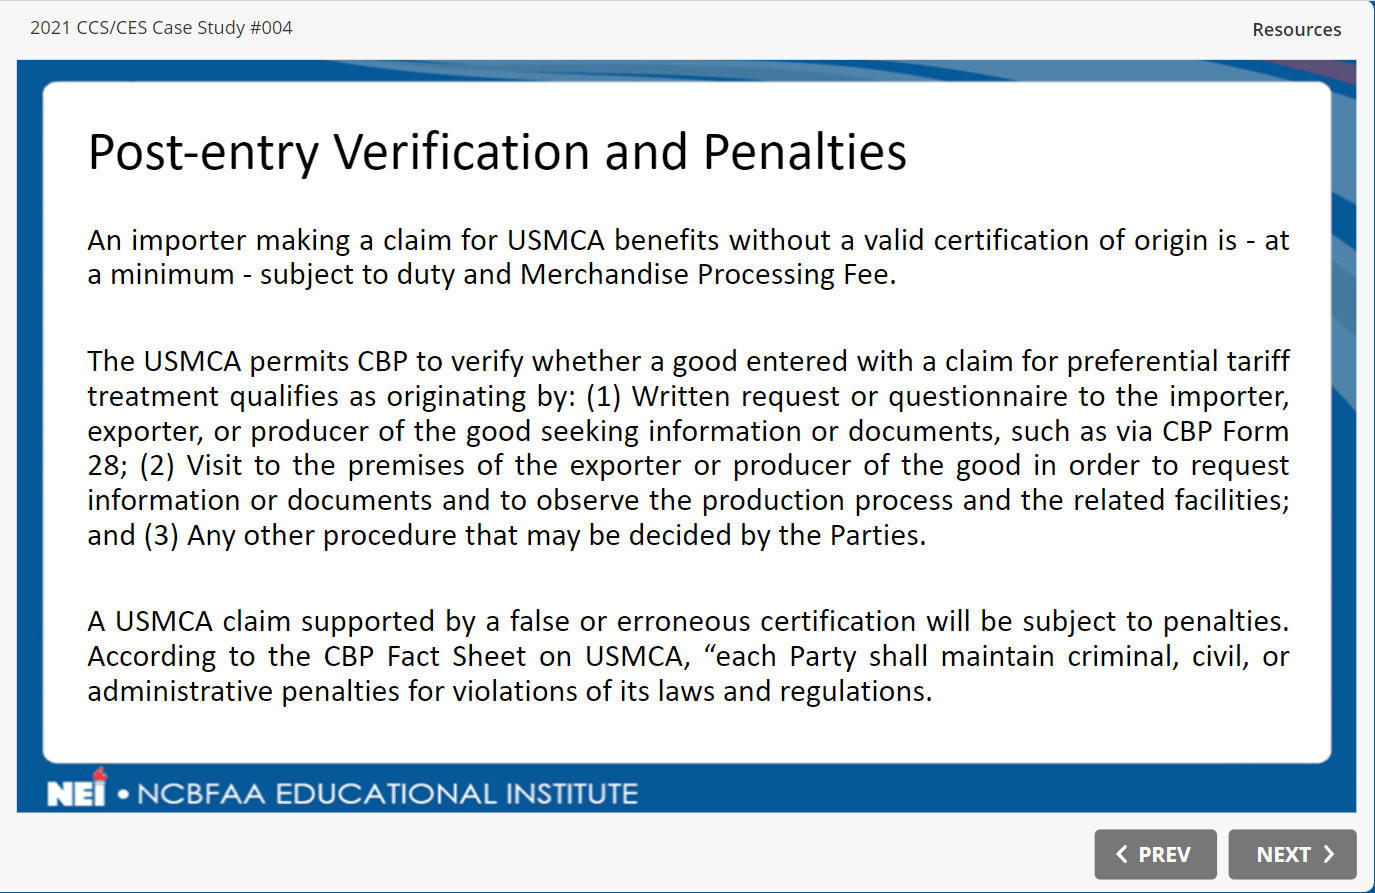 2021 CCS/CES Case Study #004
Resources
Post-entry Verification and Penalties
An importer making a claim for USMCA benefits without a valid certification of origin is - at
a minimum - subject to duty and Merchandise Processing Fee.
The USMCA permits CBP to verify whether a good entered with a claim for preferential tariff
treatment qualifies as originating by: (1) Written request or questionnaire to the importer,
exporter, or producer of the good seeking information or documents, such as via CBP Form
28; (2) Visit to the premises of the exporter or producer of the good in order to request
information or documents and to observe the production process and the related facilities;
and (3) Any other procedure that may be decided by the Parties.
A USMCA claim supported by a false or erroneous certification will be subject to penalties.
According to the CBP Fact Sheet on USMCA, “each Party shall maintain criminal, civil, or
administrative penalties for violations of its laws and regulations.
NEI • NCBFAA EDUCATIONAL INSTITUTE
PREV
NEXT